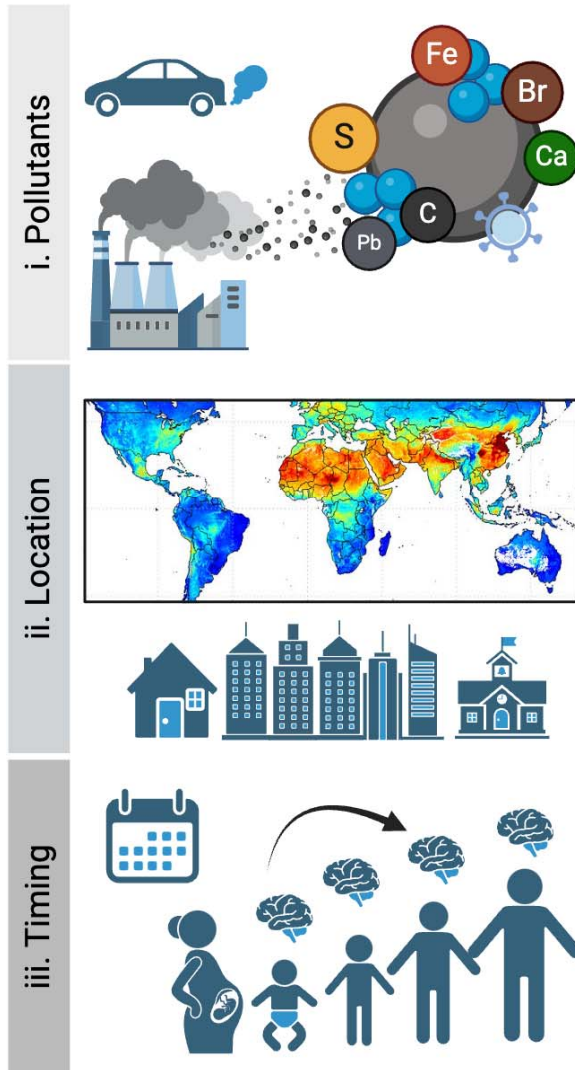 i. Pollutants
Fe
Br
S
Ca
C
Pb
ii. Location
iii. Timing